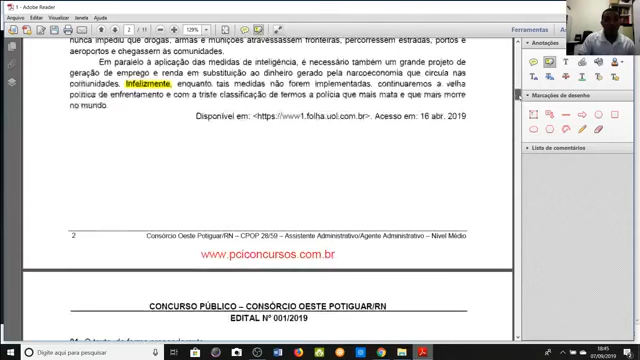 1 - Adobe Reader
Arquivo Editar Visualizar Janela Ajuda
2 / 11 129%
Ferramentas
nunca impediu que drogas, armas e munições atravessassem fronteiras, percorressem estradas, portos e
aeroportos e chegassem às comunidades.
Em paralelo à aplicação das medidas de inteligência, é necessário também um grande projeto de
geração de emprego e renda em substituição ao dinheiro gerado pela narcoeconomia que circula nas
comunidades. Infelizmente, enquanto tais medidas não forem implementadas, continuaremos a velha
política de enfrentamento e com a triste classificação de termos a polícia que mais mata e que mais morre
no mundo.
Disponível em: <https://www1.folha.uol.com.br>. Acesso em: 16 abr. 2019
2 Consórcio Oeste Potiguar/RN – CPOP 28/59 – Assistente Administrativo/Agente Administrativo – Nível Médio
www.pciconcursos.com.br
CONCURSO PÚBLICO – CONSÓRCIO OESTE POTIGUAR/RN
EDITAL Nº 001/2019
Anotações
Marcações de desenho
Lista de comentários
Digite aqui para pesquisar
18:45
07/09/2019